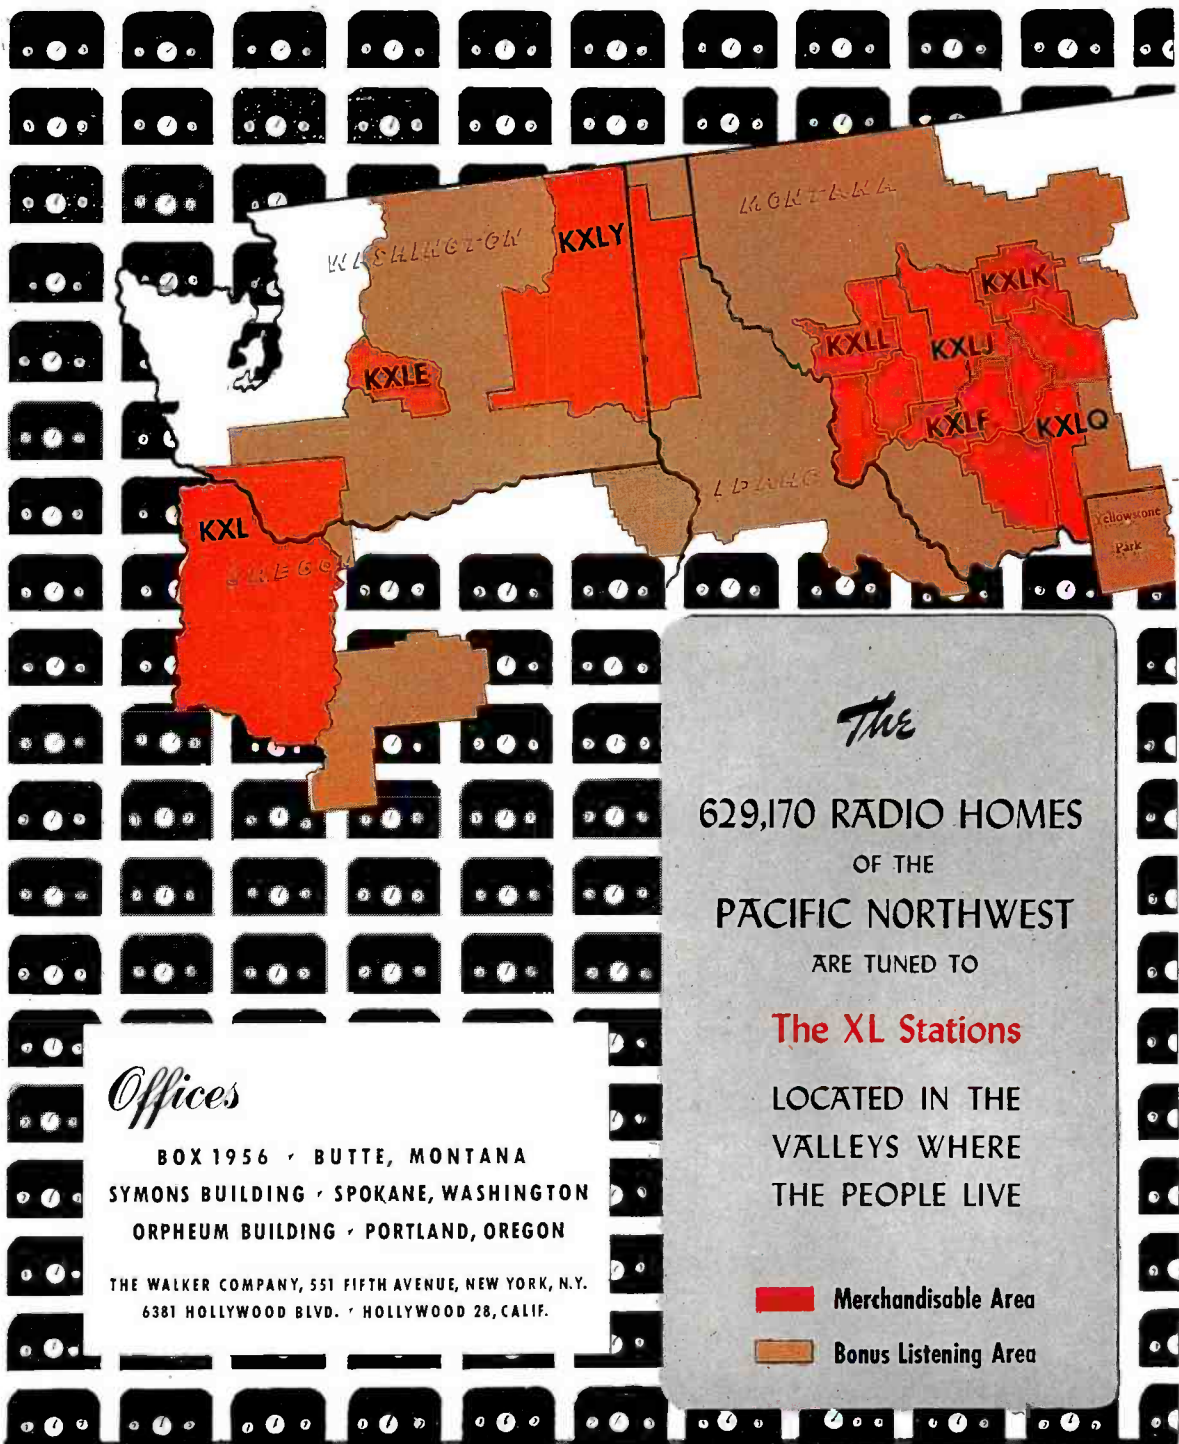 WASHINGTON
MONTANA
KXLY
KXLK
KXLL
KXLJ
KXLE
KXLF
KXLQ
IDAHO
KXL
OREGON
Yellowstone
Park
The
629,170 RADIO HOMES
OF THE
PACIFIC NORTHWEST
ARE TUNED TO
The XL Stations
LOCATED IN THE
VALLEYS WHERE
THE PEOPLE LIVE
Merchandisable Area
Bonus Listening Area
Offices
BOX 1956 · BUTTE, MONTANA
SYMONS BUILDING · SPOKANE, WASHINGTON
ORPHEUM BUILDING · PORTLAND, OREGON
THE WALKER COMPANY, 551 FIFTH AVENUE, NEW YORK, N.Y.
6381 HOLLYWOOD BLVD. · HOLLYWOOD 28, CALIF.